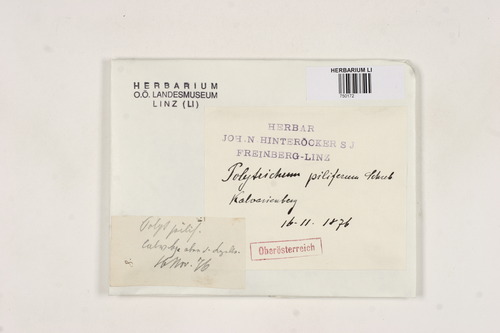 HERBARIUM LI
750172
HERBARIUM
O.Ö. LANDESMUSEUM
LINZ (LI)
HERBAR
JOH.N HINTERÖCKER S J
FREINBERG-LINZ
Polytrichum piliferum Schreb
Kalvarienberg
16. 11. 1876
Oberösterreich
Polyt pilif.
16 Nov. 76